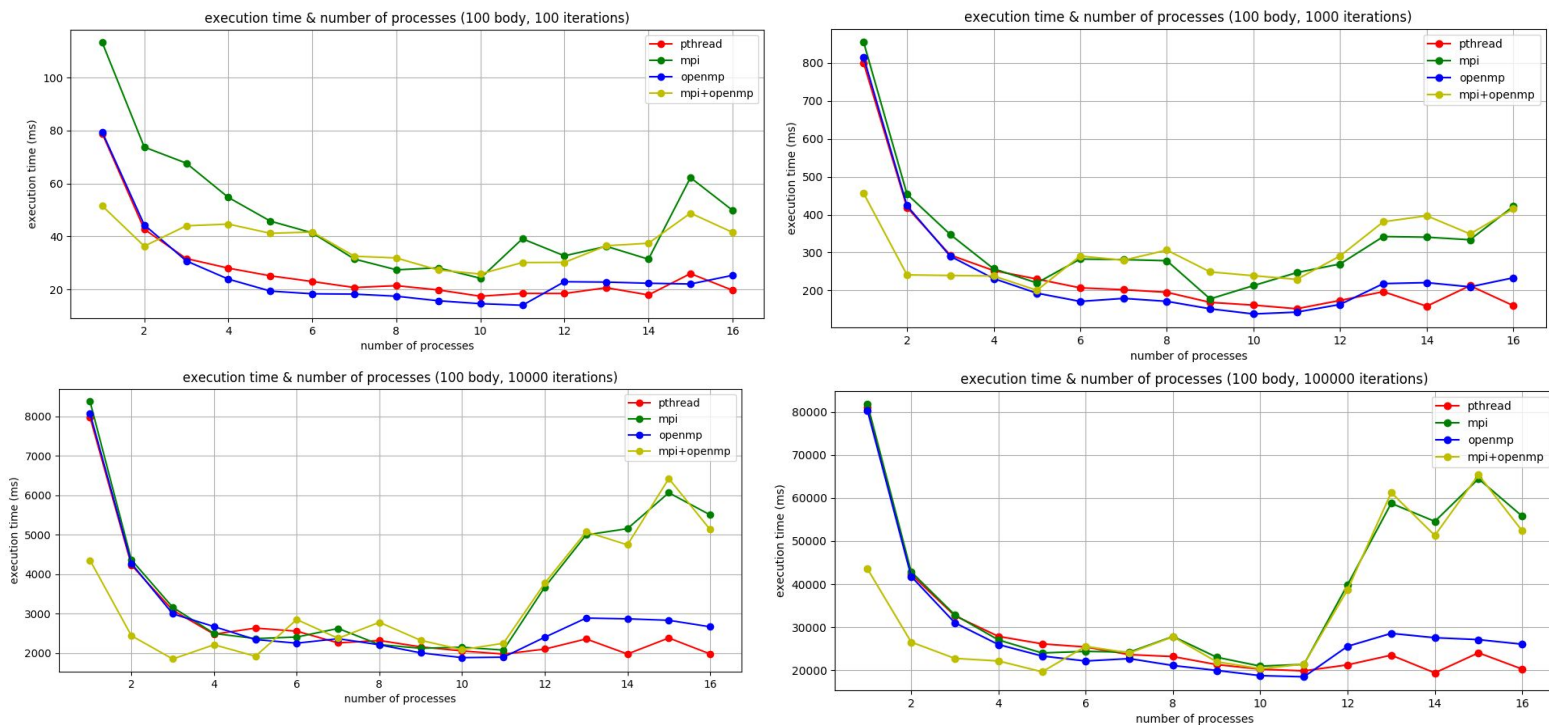 execution time & number of processes (100 body, 100 iterations)
execution time (ms)
100
80
60
40
20
2 4 6 8 10 12 14 16
number of processes
pthread
mpi
openmp
mpi+openmp
execution time & number of processes (100 body, 1000 iterations)
execution time (ms)
800
700
600
500
400
300
200
2 4 6 8 10 12 14 16
number of processes
pthread
mpi
openmp
mpi+openmp
execution time & number of processes (100 body, 10000 iterations)
execution time (ms)
8000
7000
6000
5000
4000
3000
2000
2 4 6 8 10 12 14 16
number of processes
pthread
mpi
openmp
mpi+openmp
execution time & number of processes (100 body, 100000 iterations)
execution time (ms)
80000
70000
60000
50000
40000
30000
20000
2 4 6 8 10 12 14 16
number of processes
pthread
mpi
openmp
mpi+openmp